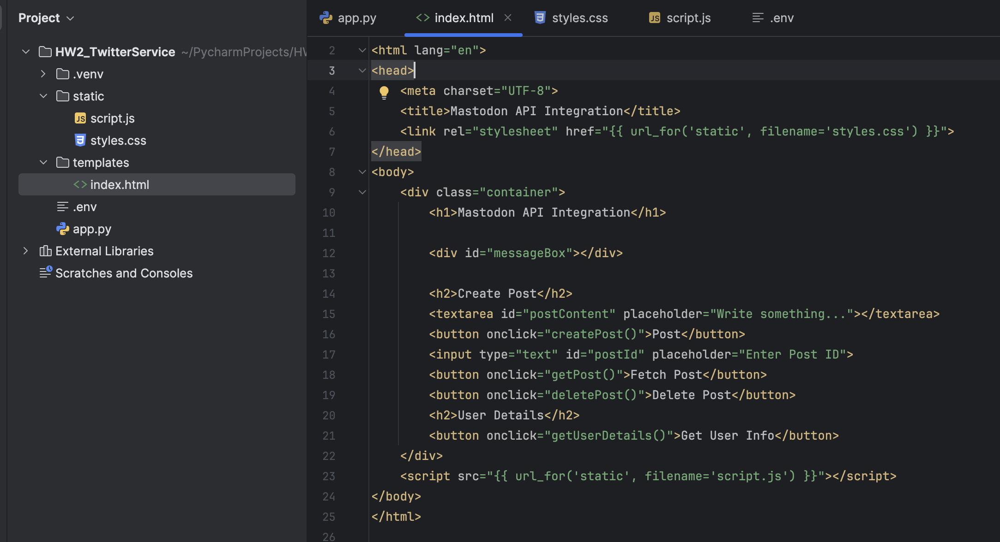 Project
HW2_TwitterService ~/PycharmProjects/HW
.venv
static
script.js
styles.css
templates
index.html
.env
app.py
External Libraries
Scratches and Consoles
app.py index.html styles.css script.js .env
2 <html lang="en">
3 <head>
4 <meta charset="UTF-8">
5 <title>Mastodon API Integration</title>
6 <link rel="stylesheet" href="{{ url_for('static', filename='styles.css') }}">
7 </head>
8 <body>
9 <div class="container">
10 <h1>Mastodon API Integration</h1>
11
12 <div id="messageBox"></div>
13
14 <h2>Create Post</h2>
15 <textarea id="postContent" placeholder="Write something..."></textarea>
16 <button onclick="createPost()">Post</button>
17 <input type="text" id="postId" placeholder="Enter Post ID">
18 <button onclick="getPost()">Fetch Post</button>
19 <button onclick="deletePost()">Delete Post</button>
20 <h2>User Details</h2>
21 <button onclick="getUserDetails()">Get User Info</button>
22 </div>
23 <script src="{{ url_for('static', filename='script.js') }}"></script>
24 </body>
25 </html>
26